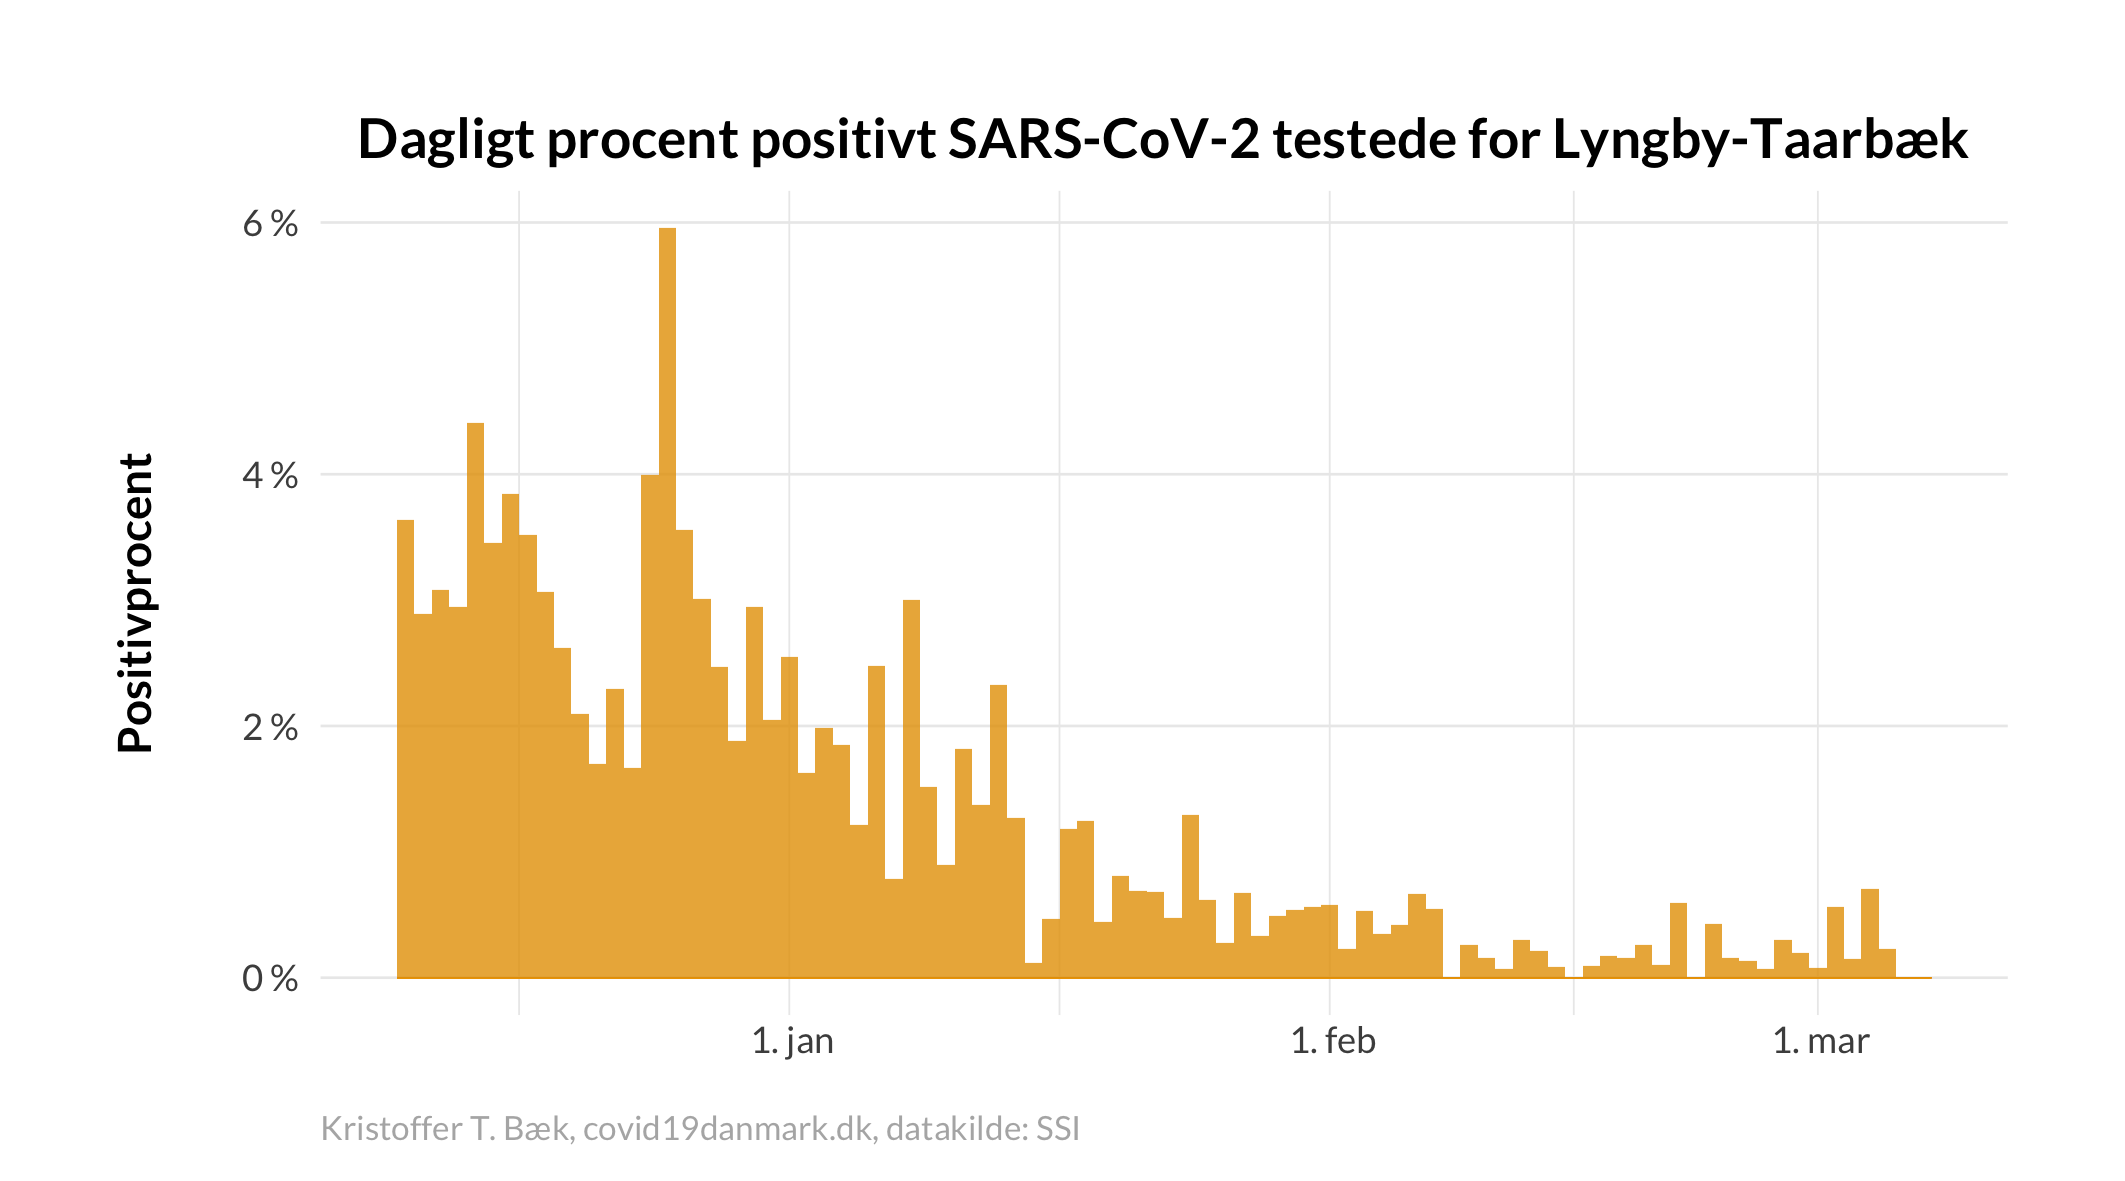 Dagligt procent positivt SARS-CoV-2 testede for Lyngby-Taarbæk
Positivprocent
6 %
4 %
2 %
0 %
1. jan
1. feb
1. mar
Kristoffer T. Bæk, covid19danmark.dk, datakilde: SSI